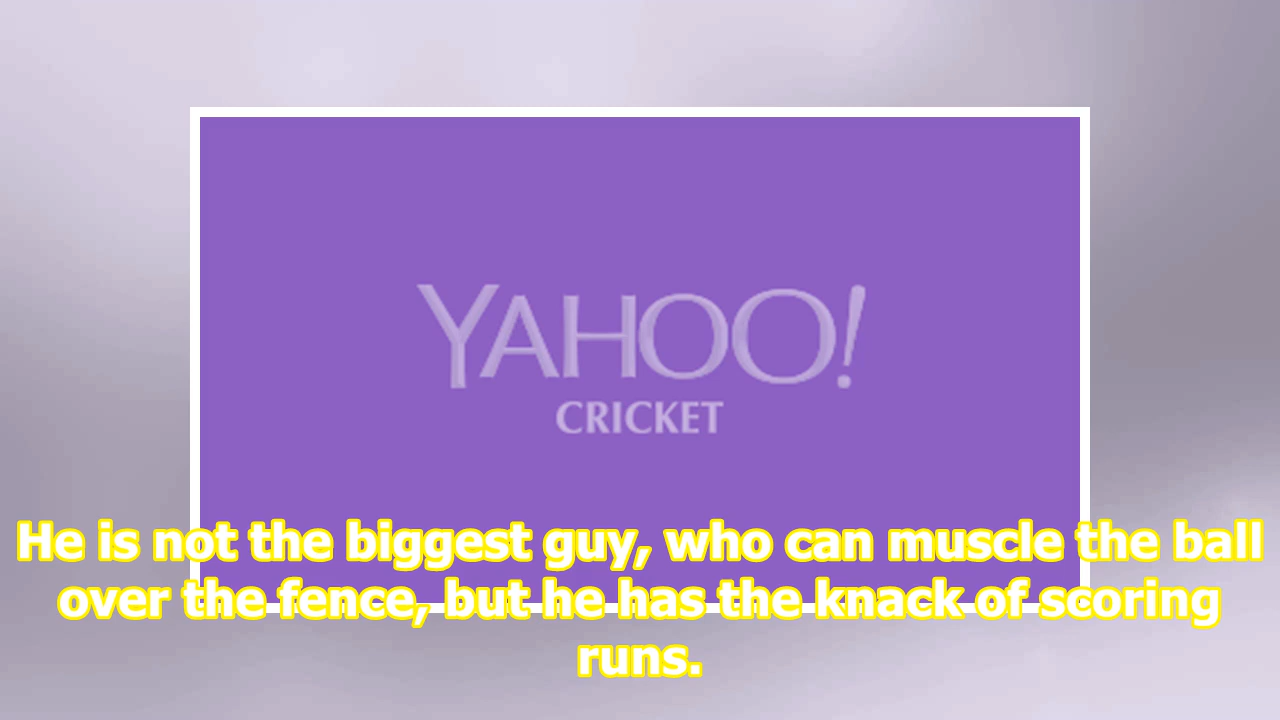 YAHOO!
CRICKET
He is not the biggest guy, who can muscle the ball
over the fence, but he has the knack of scoring
runs.